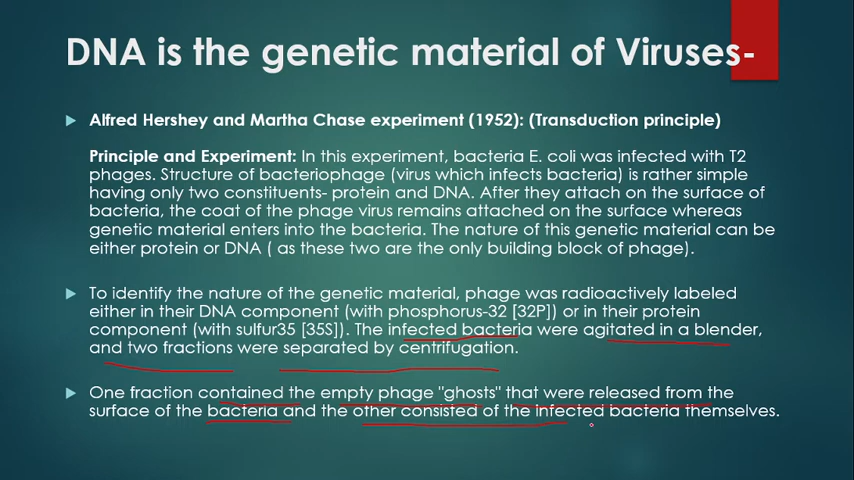 DNA is the genetic material of Viruses-
Alfred Hershey and Martha Chase experiment (1952): (Transduction principle)
Principle and Experiment: In this experiment, bacteria E. coli was infected with T2
phages. Structure of bacteriophage (virus which infects bacteria) is rather simple
having only two constituents- protein and DNA. After they attach on the surface of
bacteria, the coat of the phage virus remains attached on the surface whereas
genetic material enters into the bacteria. The nature of this genetic material can be
either protein or DNA ( as these two are the only building block of phage).
To identify the nature of the genetic material, phage was radioactively labeled
either in their DNA component (with phosphorus-32 [32P]) or in their protein
component (with sulfur35 [35S]). The infected bacteria were agitated in a blender,
and two fractions were separated by centrifugation.
One fraction contained the empty phage "ghosts" that were released from the
surface of the bacteria and the other consisted of the infected bacteria themselves.